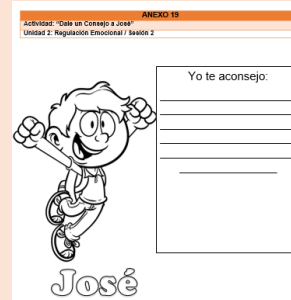 ANEXO 19
Actividad: "Dale un Consejo a José"
Unidad 2: Regulación Emocional / Sesión 2
Yo te aconsejo:
José